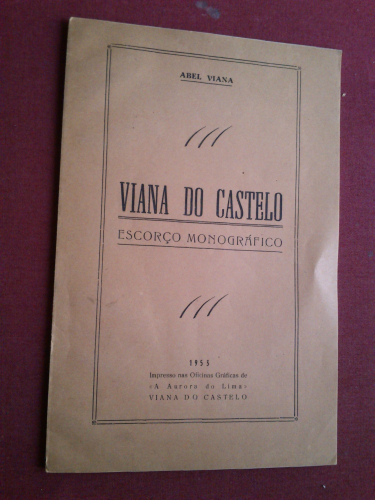 ABEL VIANA
VIANA DO CASTELO
ESCORÇO MONOGRÁFICO
1953
Impresso nas Oficinas Gráficas de
«A Aurora do Lima»
VIANA DO CASTELO